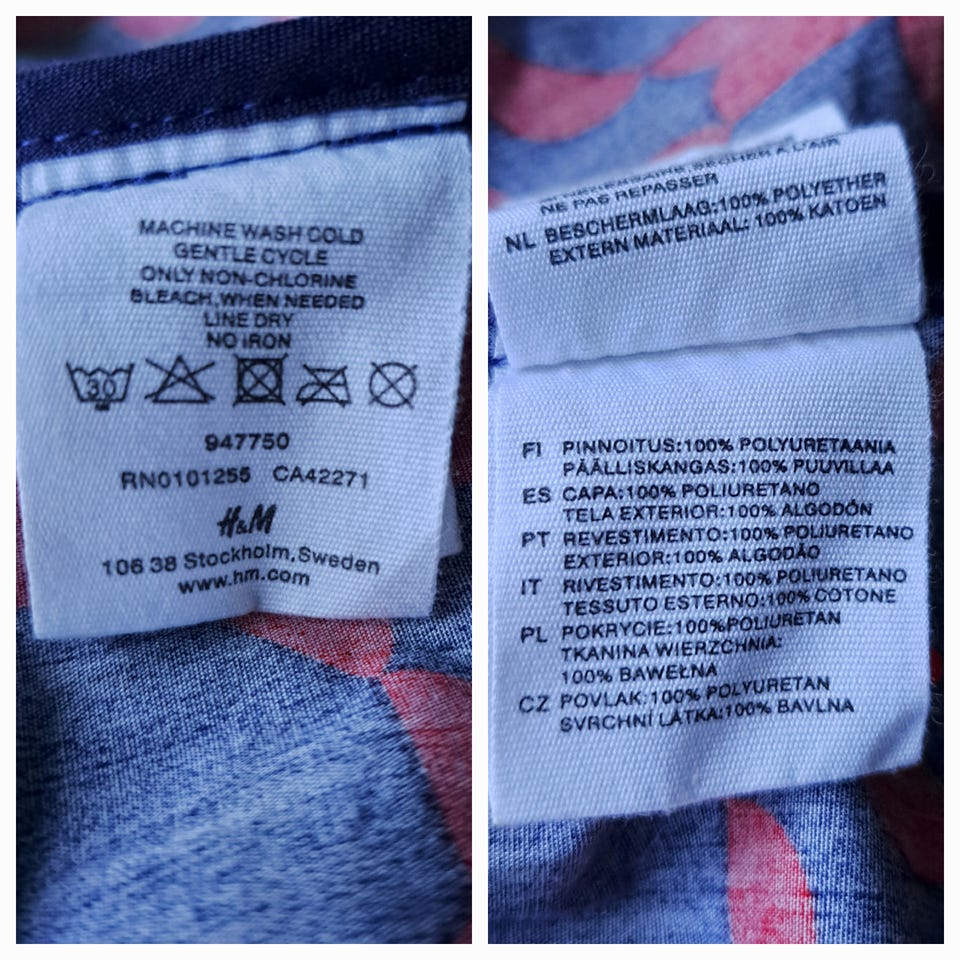 MACHINE WASH COLD
GENTLE CYCLE
ONLY NON-CHLORINE
BLEACH,WHEN NEEDED
LINE DRY
NO IRON
30
947750
RN0101255 CA42271
H&M
106 38 Stockholm,Sweden
www.hm.com
SÉCHER À L'AIR
NE PAS REPASSER
NL BESCHERMLAAG:100% POLYETHER
EXTERN MATERIAAL: 100% KATOEN
FI PINNOITUS:100% POLYURETAANIA
PÄÄLLISKANGAS:100% PUUVILLAA
ES CAPA:100% POLIURETANO
TELA EXTERIOR:100% ALGODÓN
PT REVESTIMENTO:100% POLIURETANO
EXTERIOR:100% ALGODÃO
IT RIVESTIMENTO:100% POLIURETANO
TESSUTO ESTERNO:100% COTONE
PL POKRYCIE:100%POLIURETAN
TKANINA WIERZCHNIA:
100% BAWEŁNA
CZ POVLAK:100% POLYURETAN
SVRCHNÍ LÁTKA:100% BAVLNA